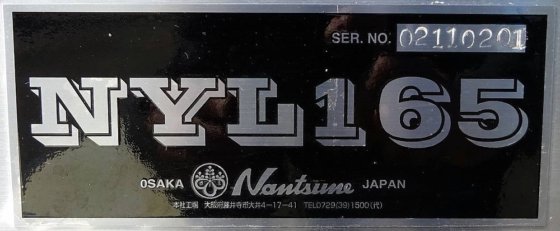 SER. NO. 02110201
NYL165
OSAKA Nantsune JAPAN
本社工場 大阪府藤井寺市大井4-17-41 TEL0729(39)1500(代)